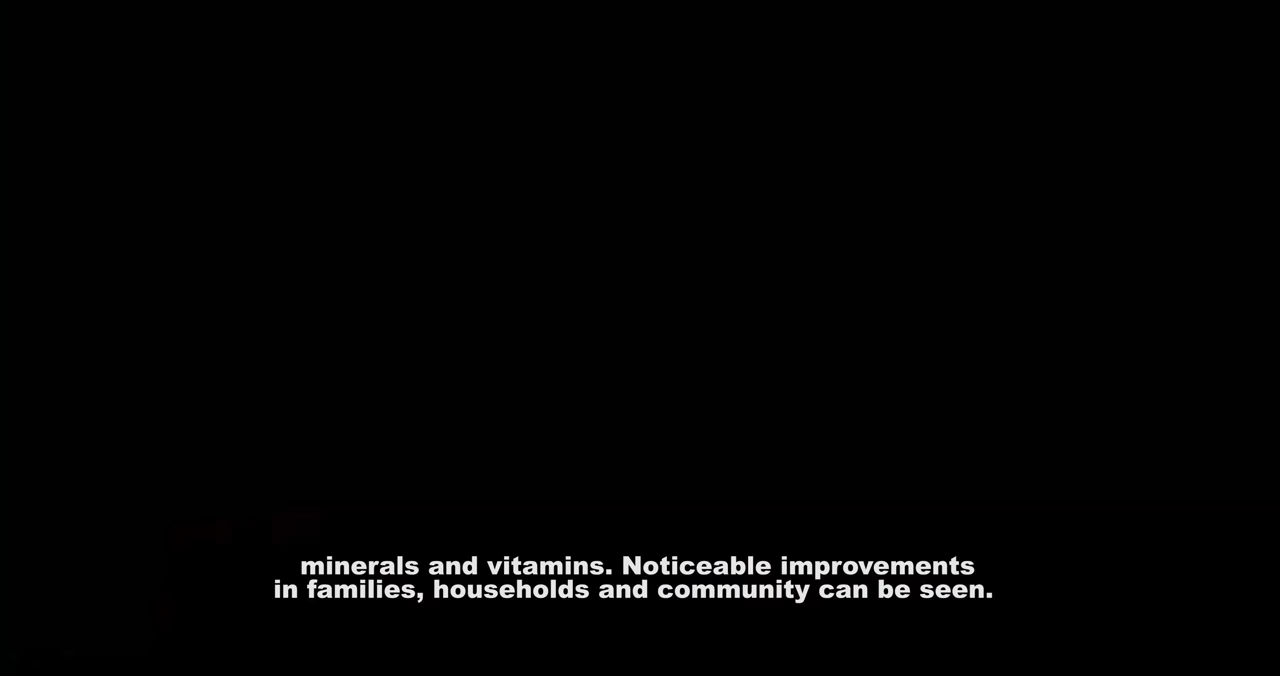 minerals and vitamins. Noticeable improvements
in families, households and community can be seen.